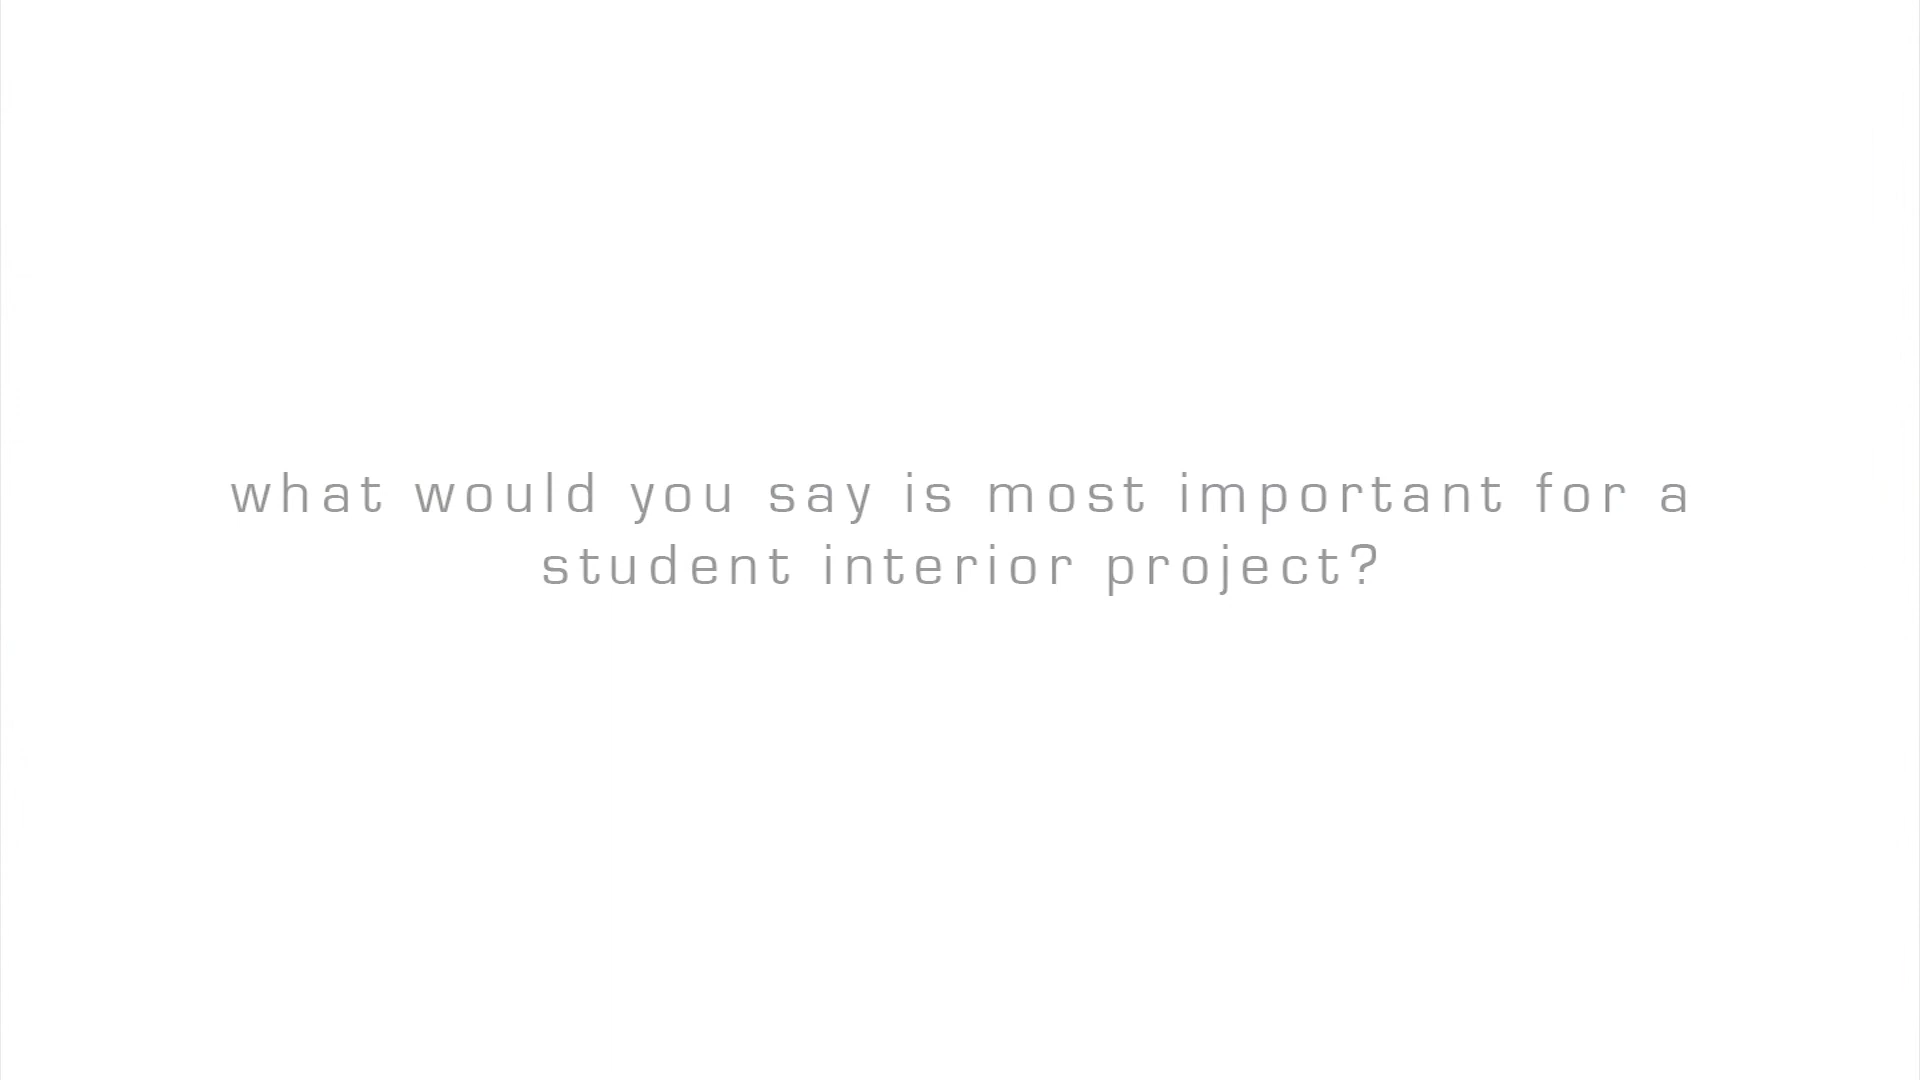 what would you say is most important for a
student interior project?